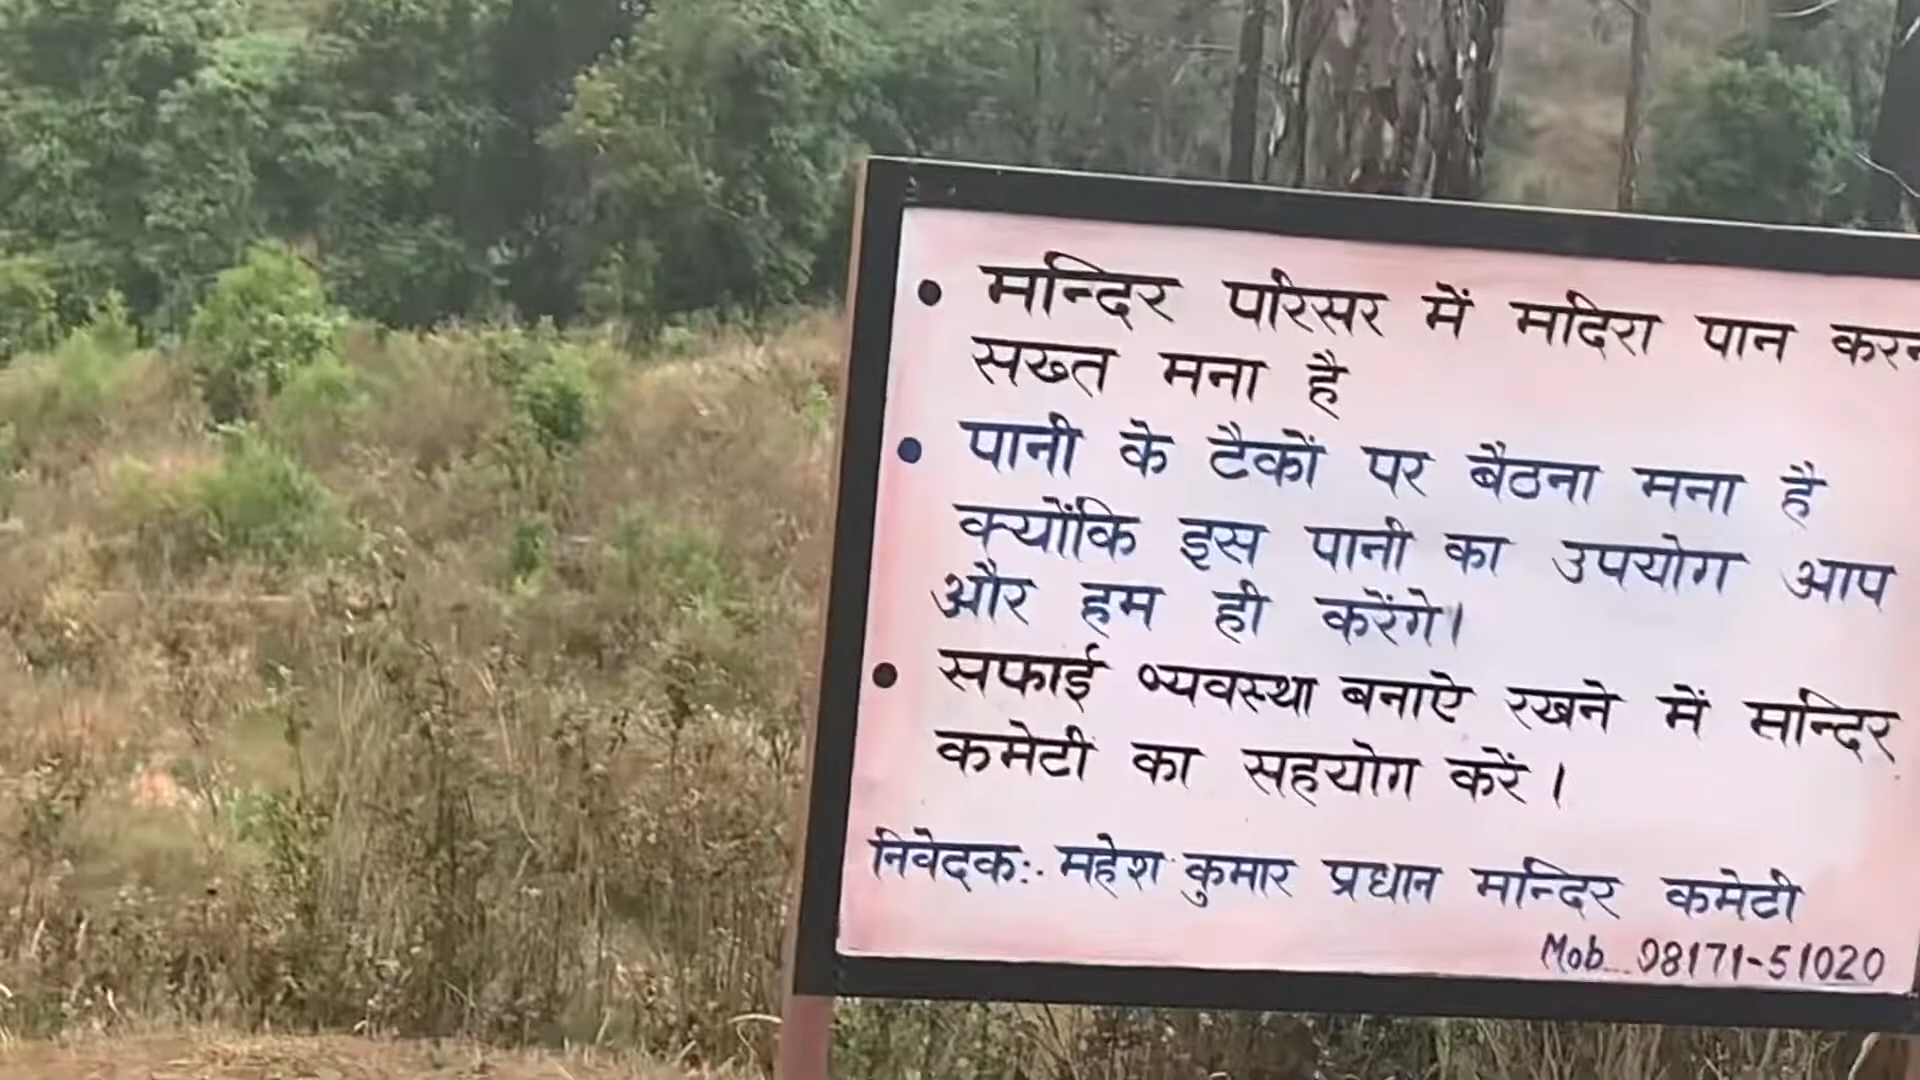 • मन्दिर परिसर में मदिरा पान करन
सख्त मना है
• पानी के टैकों पर बैठना मना है
क्योंकि इस पानी का उपयोग आप
और हम ही करेंगे।
• सफाई व्यवस्था बनाऐ रखने में मन्दिर
कमेटी का सहयोग करें।
निवेदक:- महेश कुमार प्रधान मन्दिर कमेटी
Mob. 98171-51020